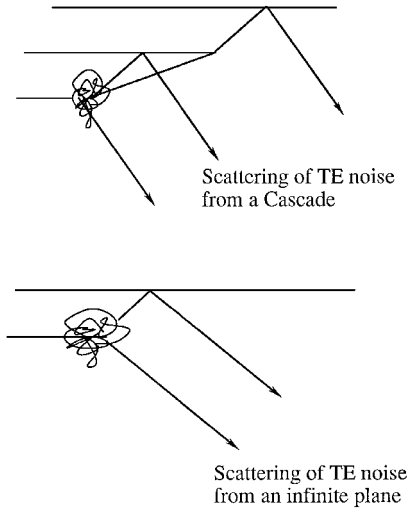 Scattering of TE noise
from a Cascade
Scattering of TE noise
from an infinite plane